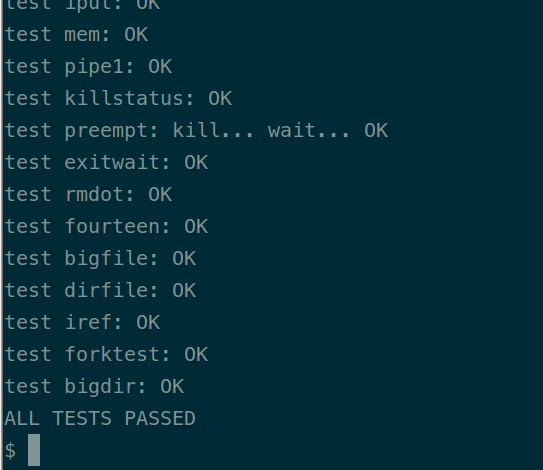 test iput: OK
test mem: OK
test pipe1: OK
test killstatus: OK
test preempt: kill... wait... OK
test exitwait: OK
test rmdot: OK
test fourteen: OK
test bigfile: OK
test dirfile: OK
test iref: OK
test forktest: OK
test bigdir: OK
ALL TESTS PASSED
$